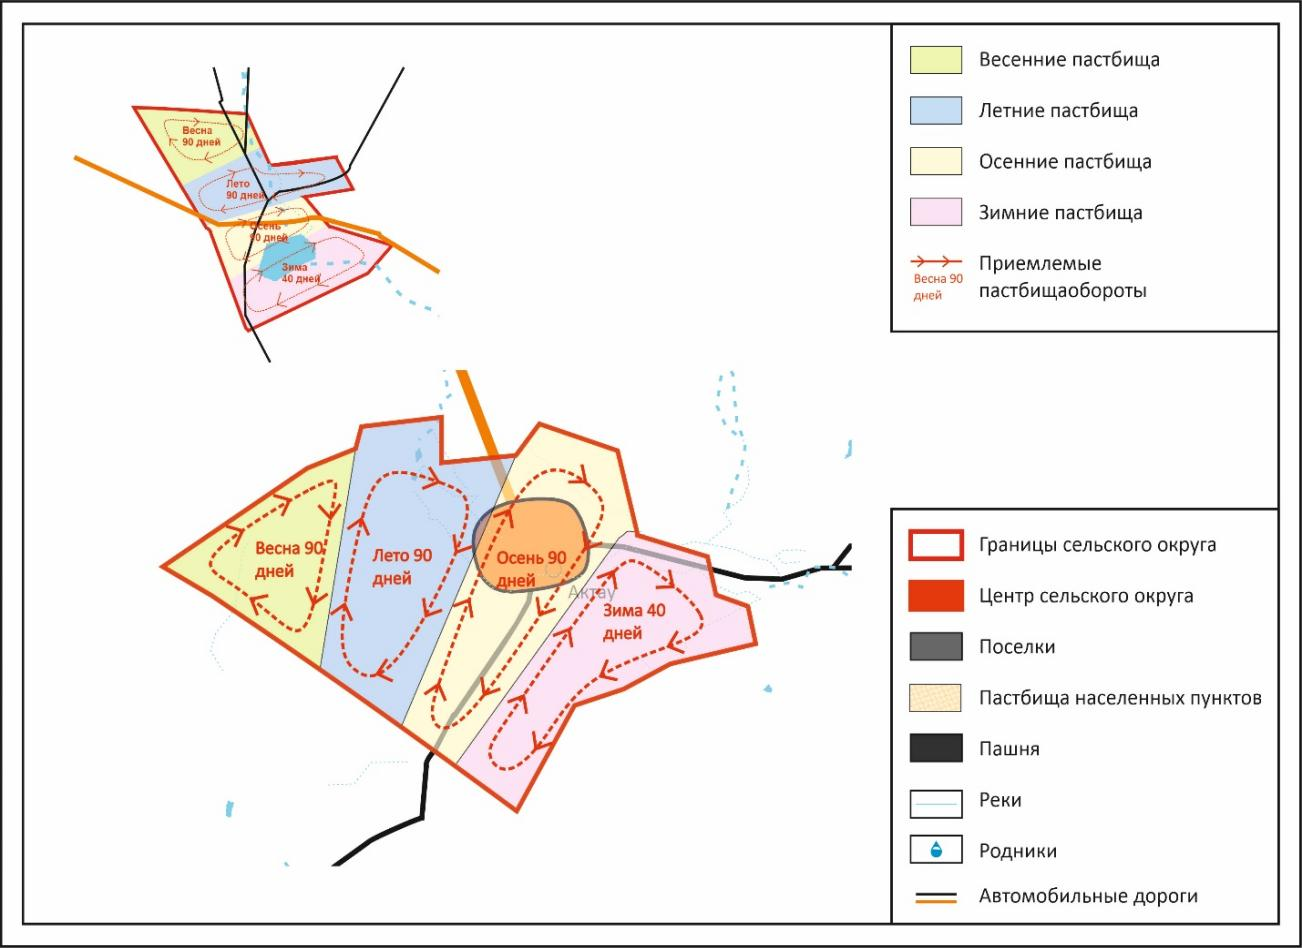 Весна
90 дней
Лето
90 дней
Осень
90 дней
Зима
40 дней
Весна 90
дней
Лето 90
дней
Осень 90
дней
Актау
Зима 40
дней
Весенние пастбища
Летние пастбища
Осенние пастбища
Зимние пастбища
Весна 90
дней
Приемлемые
пастбищаобороты
Границы сельского округа
Центр сельского округа
Поселки
Пастбища населенных пунктов
Пашня
Реки
Родники
Автомобильные дороги